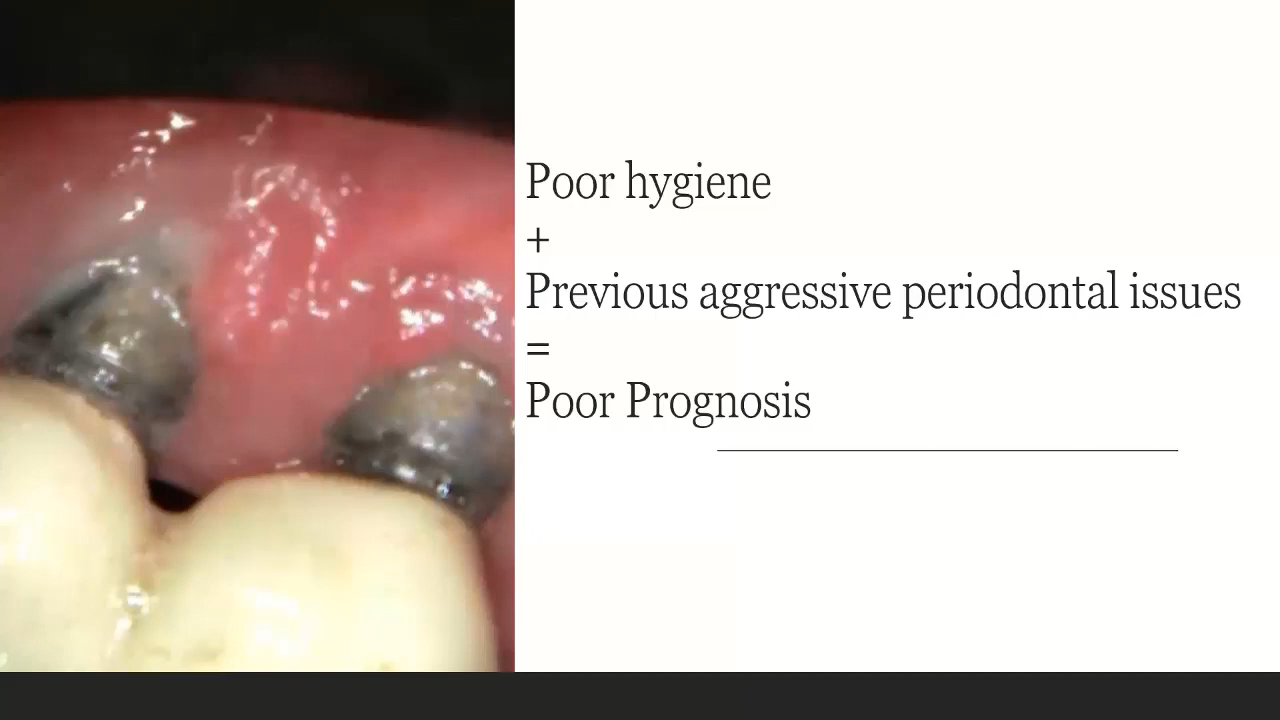 Poor hygiene
+
Previous aggressive periodontal issues
=
Poor Prognosis